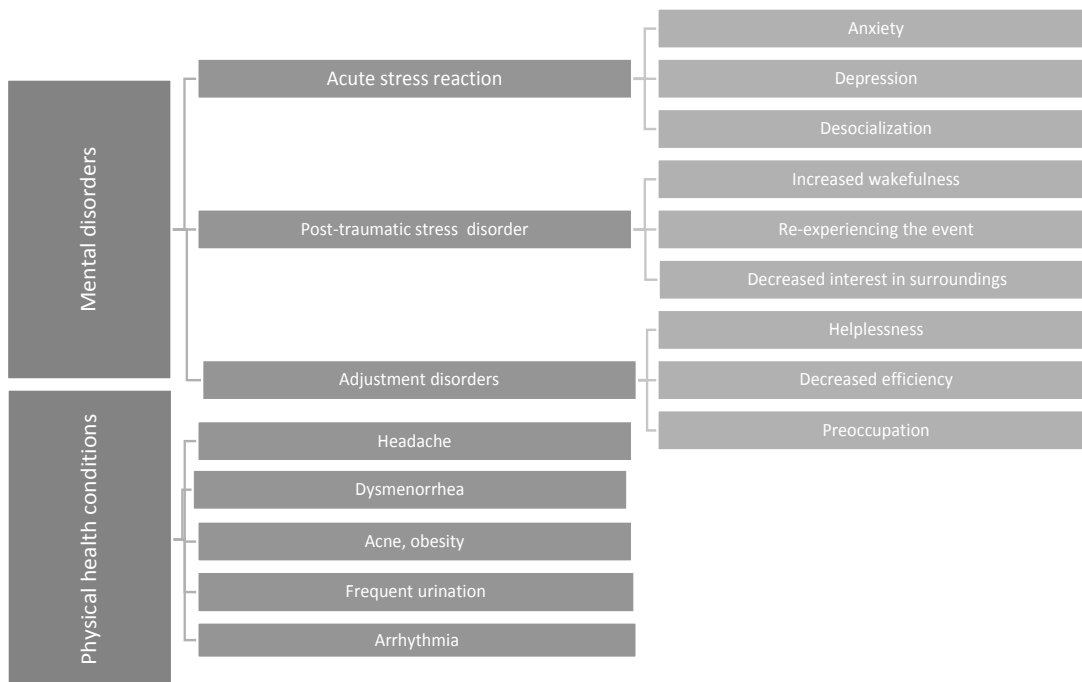 Mental disorders
Acute stress reaction
Anxiety
Depression
Desocialization
Post-traumatic stress  disorder
Increased wakefulness
Re-experiencing the event
Decreased interest in surroundings
Adjustment disorders
Helplessness
Decreased efficiency
Preoccupation
Physical health conditions
Headache
Dysmenorrhea
Acne, obesity
Frequent urination
Arrhythmia